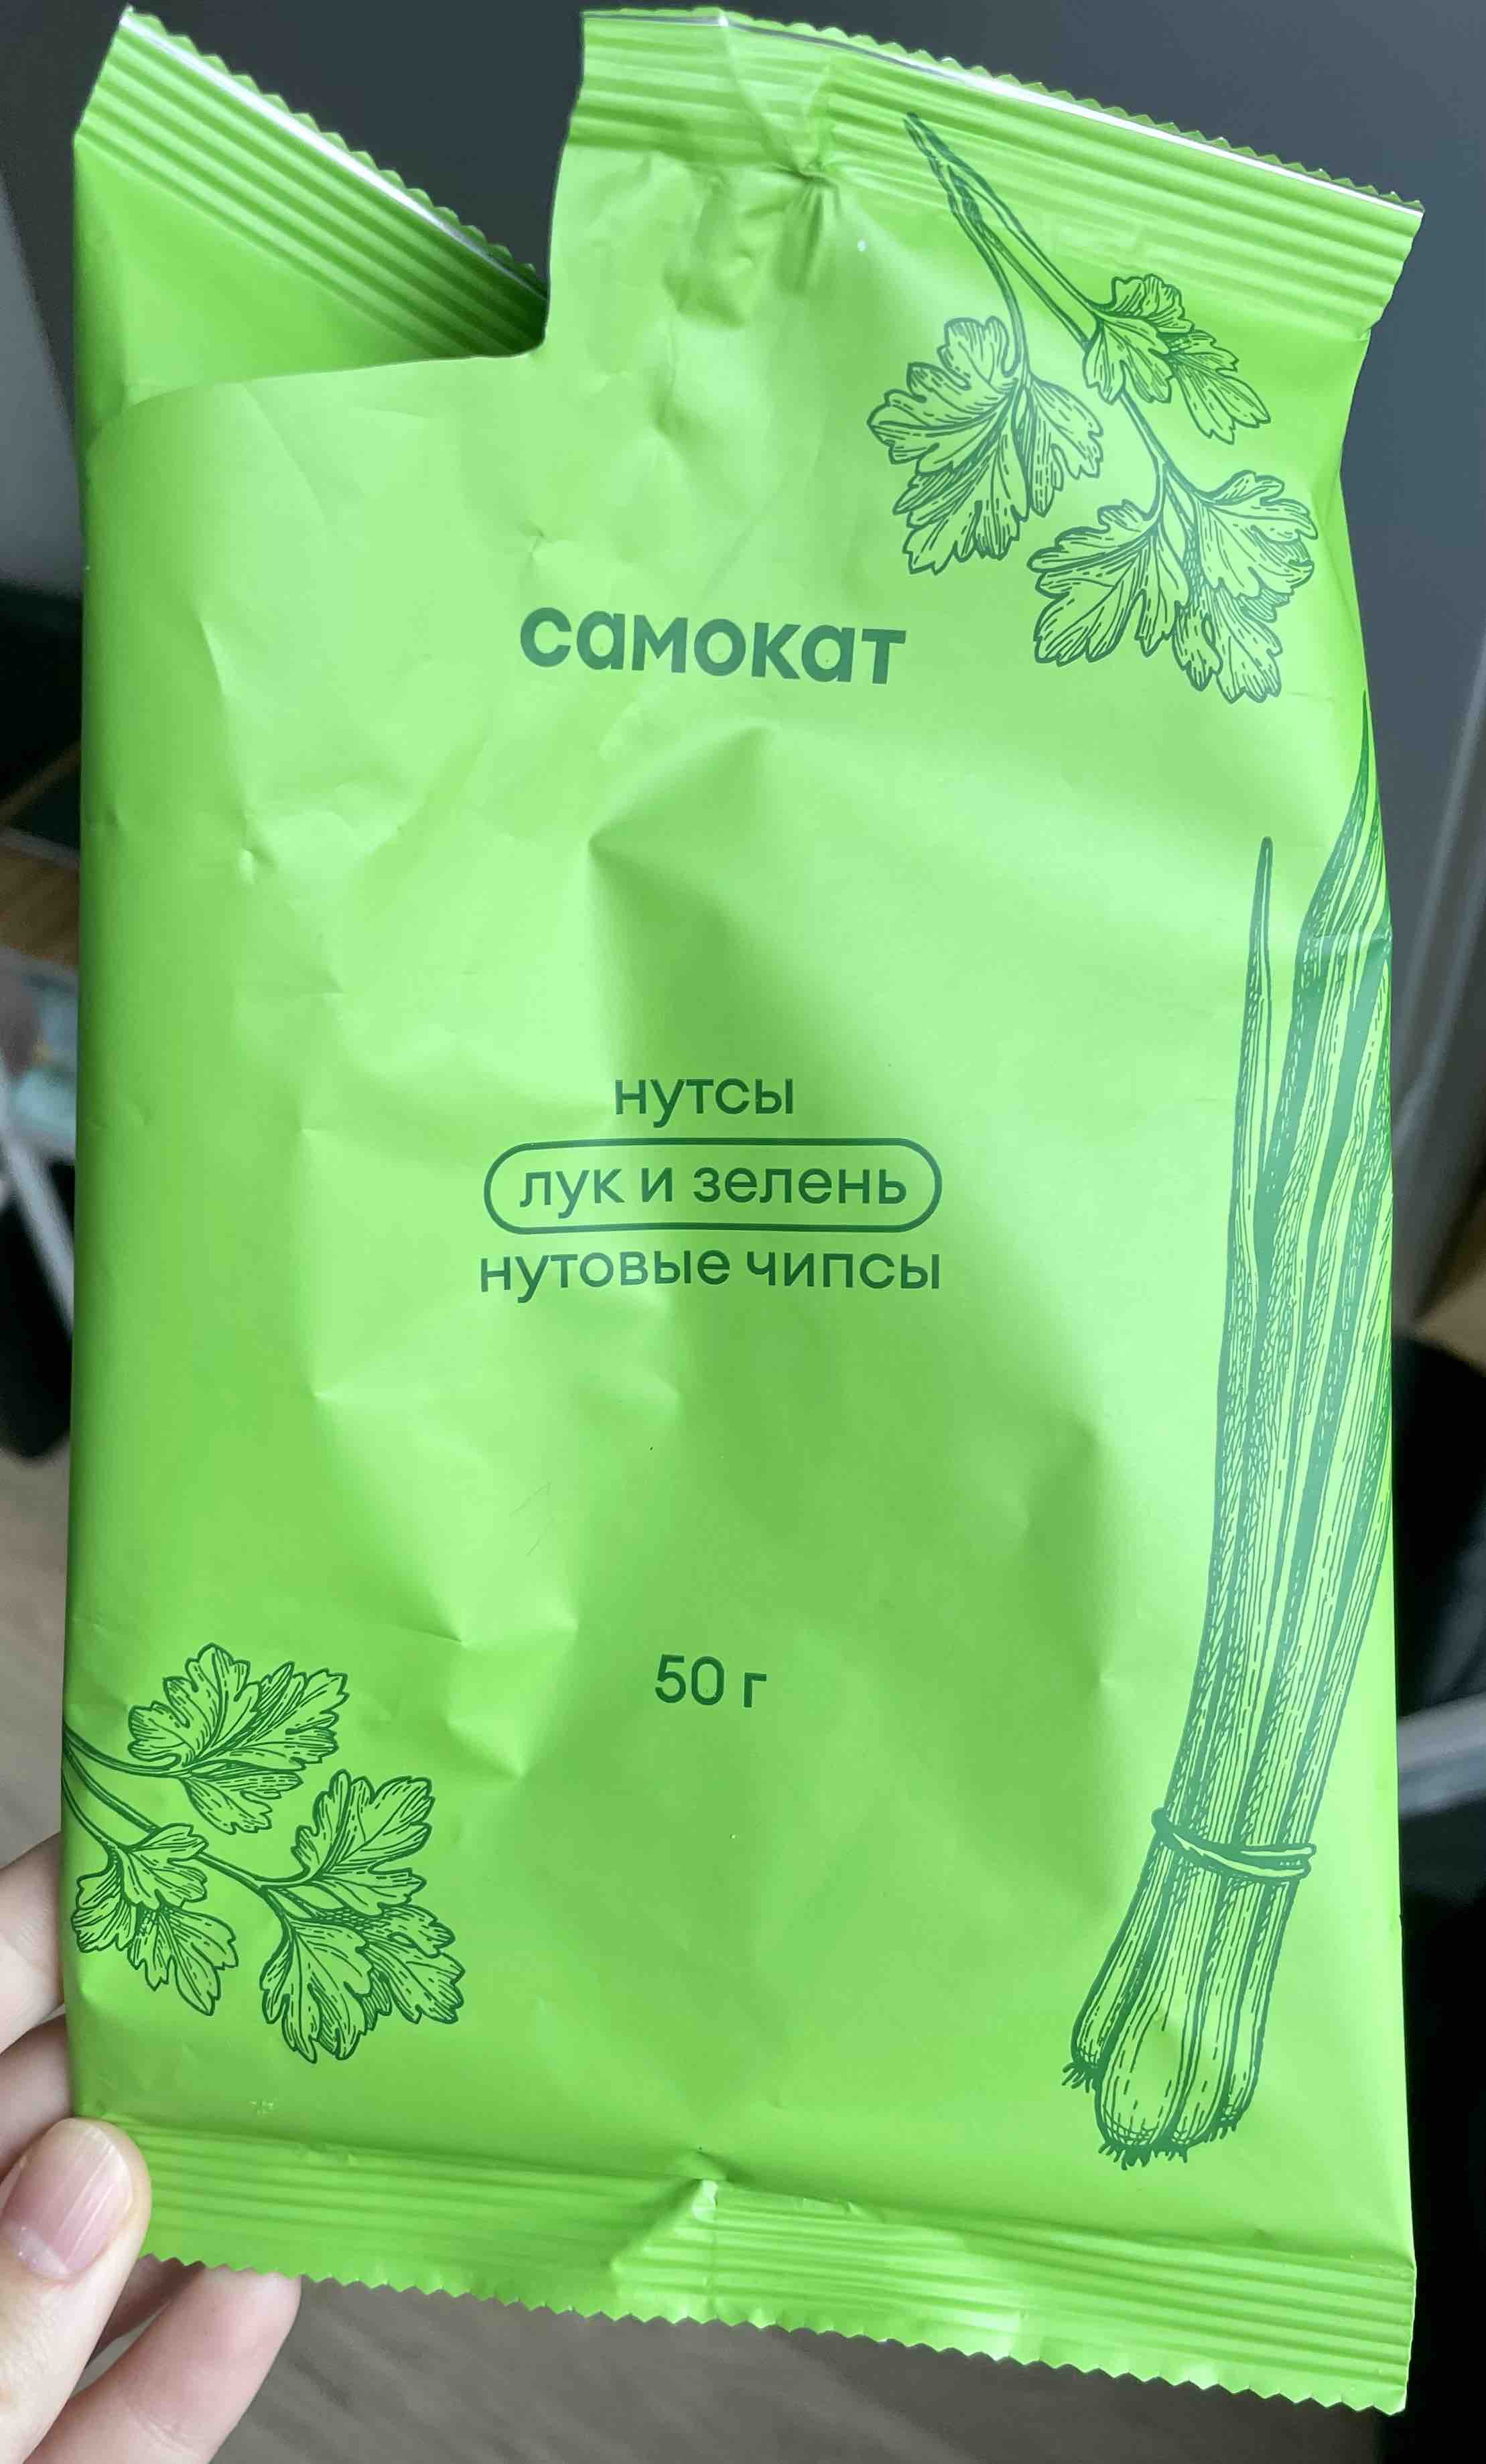 самокат
нутсы
лук и зелень
нутовые чипсы
50 г